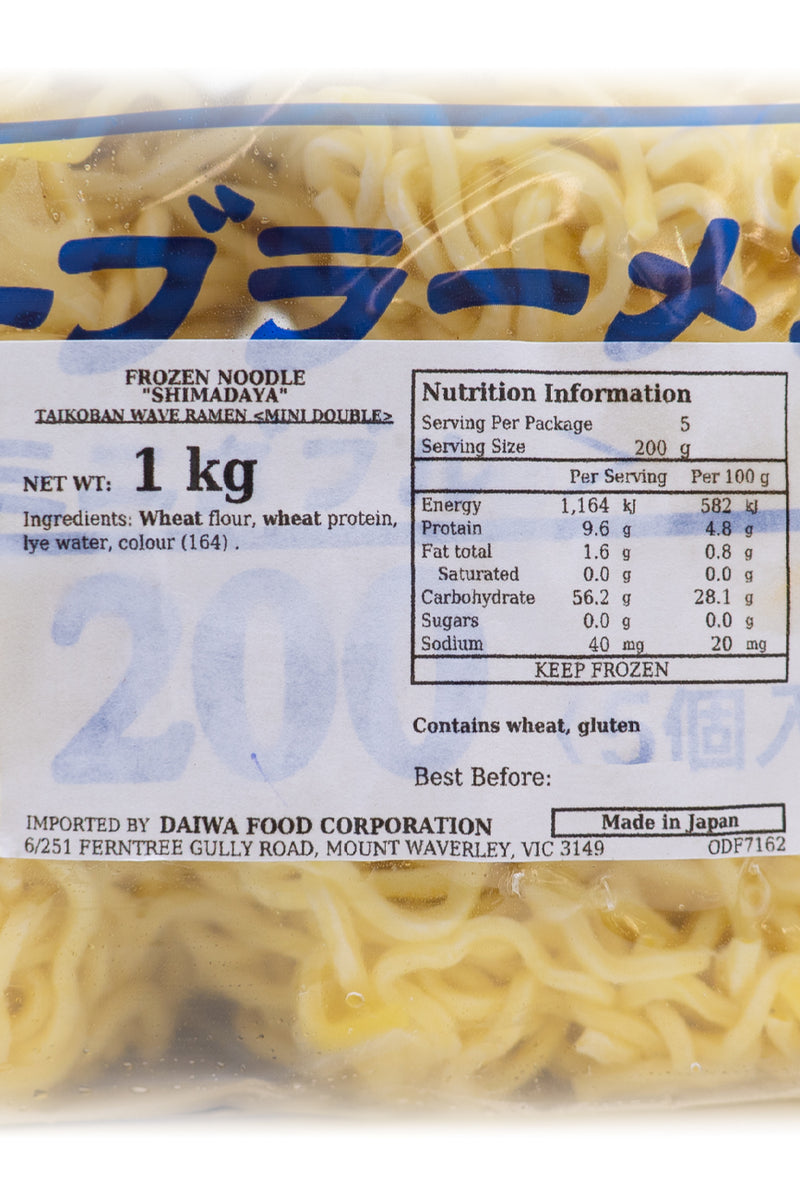 ーブラーメン
FROZEN NOODLE
"SHIMADAYA"
TAIKOBAN WAVE RAMEN <MINI DOUBLE>
NET WT: 1 kg
Ingredients: Wheat flour, wheat protein,
lye water, colour (164) .
Nutrition Information
Serving Per Package 5
Serving Size 200 g
Per Serving Per 100 g
Energy 1,164 kJ 582 kJ
Protain 9.6 g 4.8 g
Fat total 1.6 g 0.8 g
Saturated 0.0 g 0.0 g
Carbohydrate 56.2 g 28.1 g
Sugars 0.0 g 0.0 g
Sodium 40 mg 20 mg
KEEP FROZEN
200
(5個入
Contains wheat, gluten
Best Before:
IMPORTED BY DAIWA FOOD CORPORATION
Made in Japan
6/251 FERNTREE GULLY ROAD, MOUNT WAVERLEY, VIC 3149
ODF7162